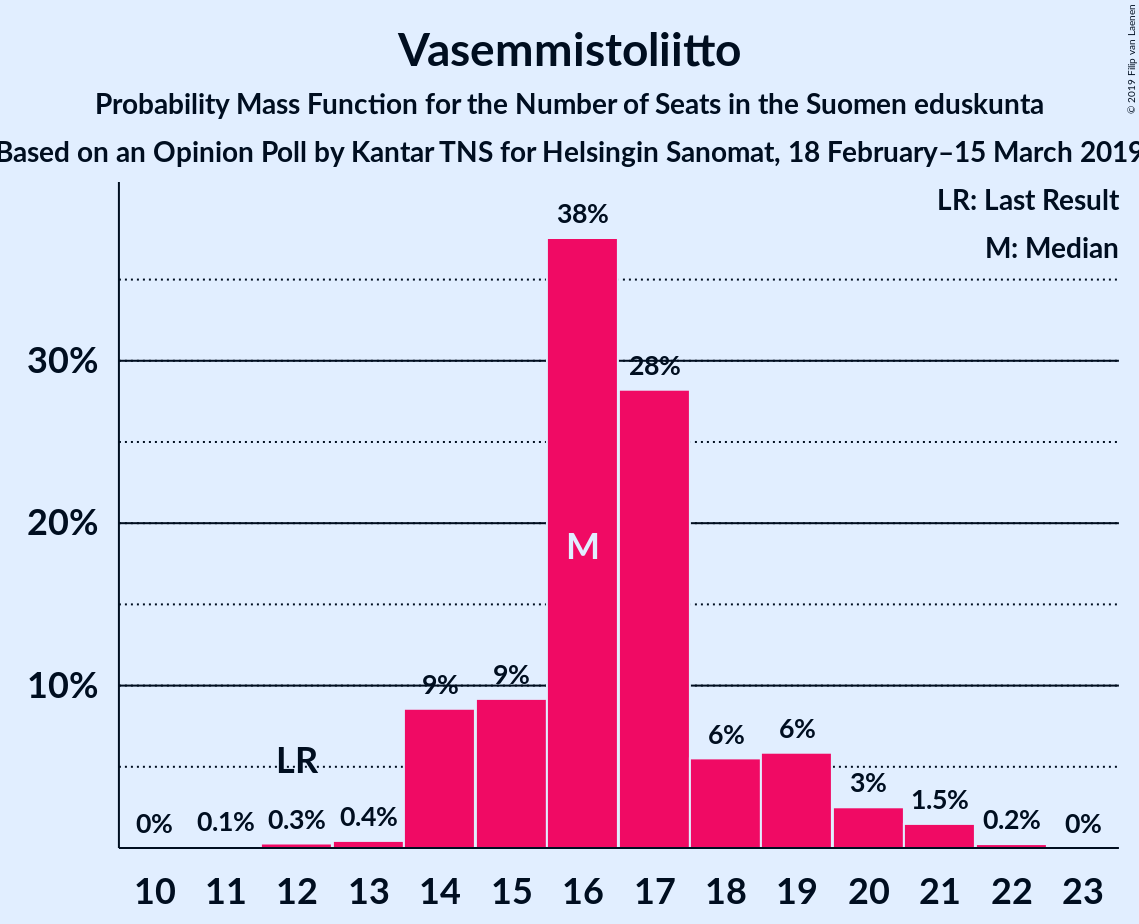 Vasemmistoliitto
Probability Mass Function for the Number of Seats in the Suomen eduskunta
Based on an Opinion Poll by Kantar TNS for Helsingin Sanomat, 18 February–15 March 2019
© 2019 Filip van Laenen
LR: Last Result
M: Median
38%
30%
28%
20%
M
10%
9%
9%
LR
6%
6%
3%
1.5%
0%
0.1%
0.3%
0.4%
0.2%
0%
10 11 12 13 14 15 16 17 18 19 20 21 22 23